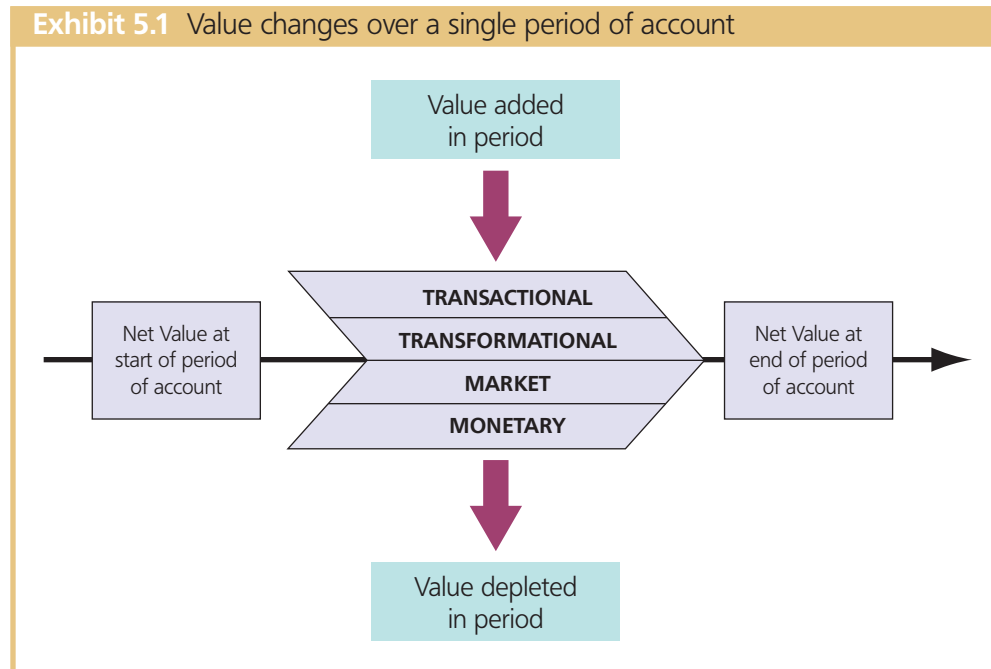 Exhibit 5.1 Value changes over a single period of account
Value added
in period
Net Value at
start of period
of account
TRANSACTIONAL
TRANSFORMATIONAL
MARKET
MONETARY
Net Value at
end of period
of account
Value depleted
in period